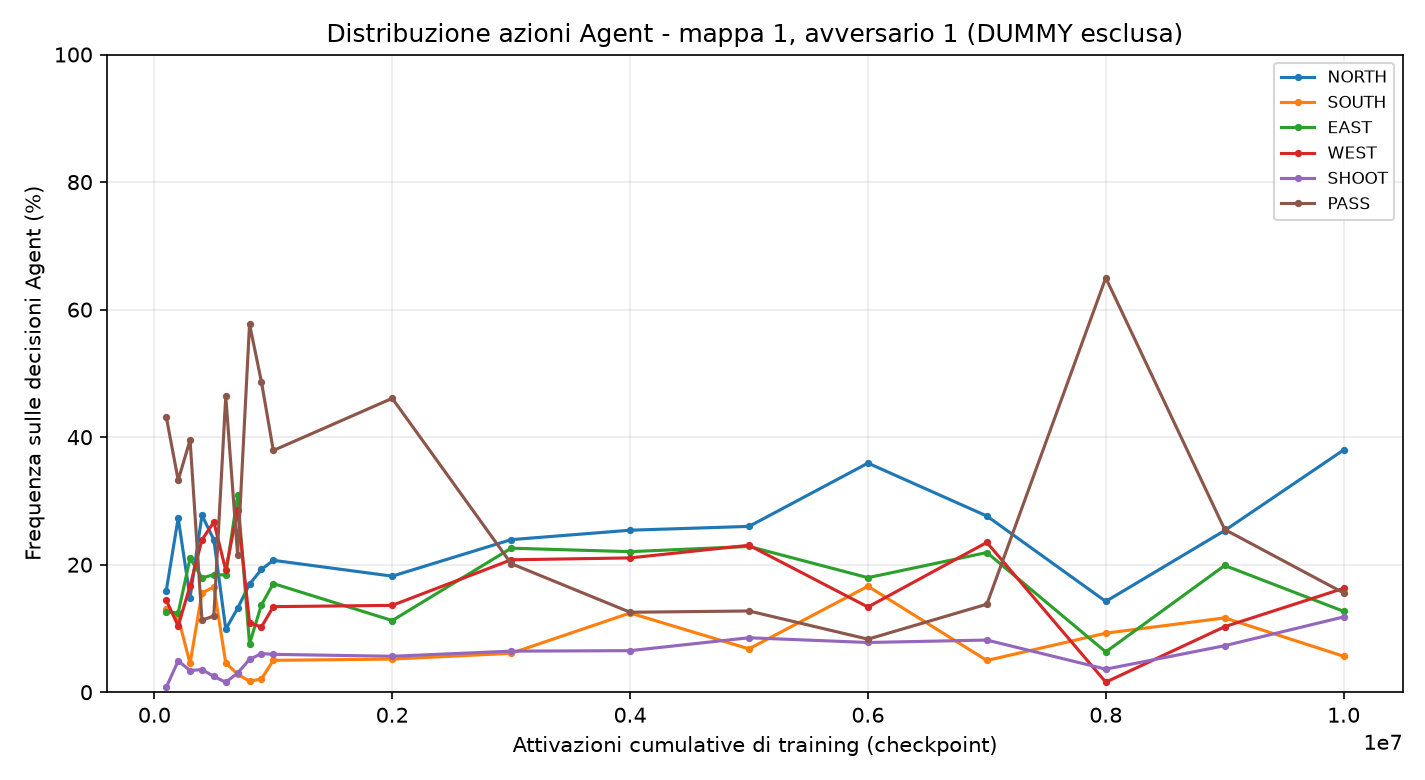 Distribuzione azioni Agent - mappa 1, avversario 1 (DUMMY esclusa)
100
80
60
40
20
0
Frequenza sulle decisioni Agent (%)
NORTH
SOUTH
EAST
WEST
SHOOT
PASS
0.0
0.2
0.4
0.6
0.8
1.0
1e7
Attivazioni cumulative di training (checkpoint)